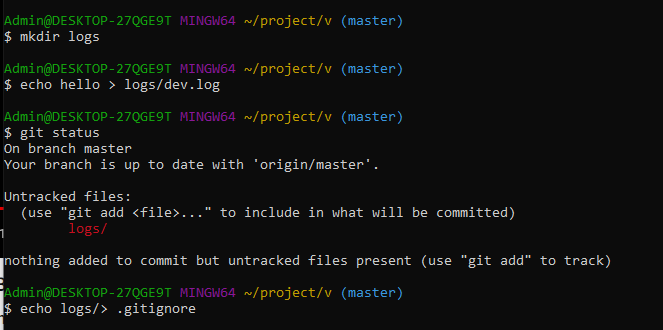 Admin@DESKTOP-27QGE9T MINGW64 ~/project/v (master)
$ mkdir logs
Admin@DESKTOP-27QGE9T MINGW64 ~/project/v (master)
$ echo hello > logs/dev.log
Admin@DESKTOP-27QGE9T MINGW64 ~/project/v (master)
$ git status
On branch master
Your branch is up to date with 'origin/master'.
Untracked files:
  (use "git add <file>..." to include in what will be committed)
        logs/
nothing added to commit but untracked files present (use "git add" to track)
Admin@DESKTOP-27QGE9T MINGW64 ~/project/v (master)
$ echo logs/> .gitignore